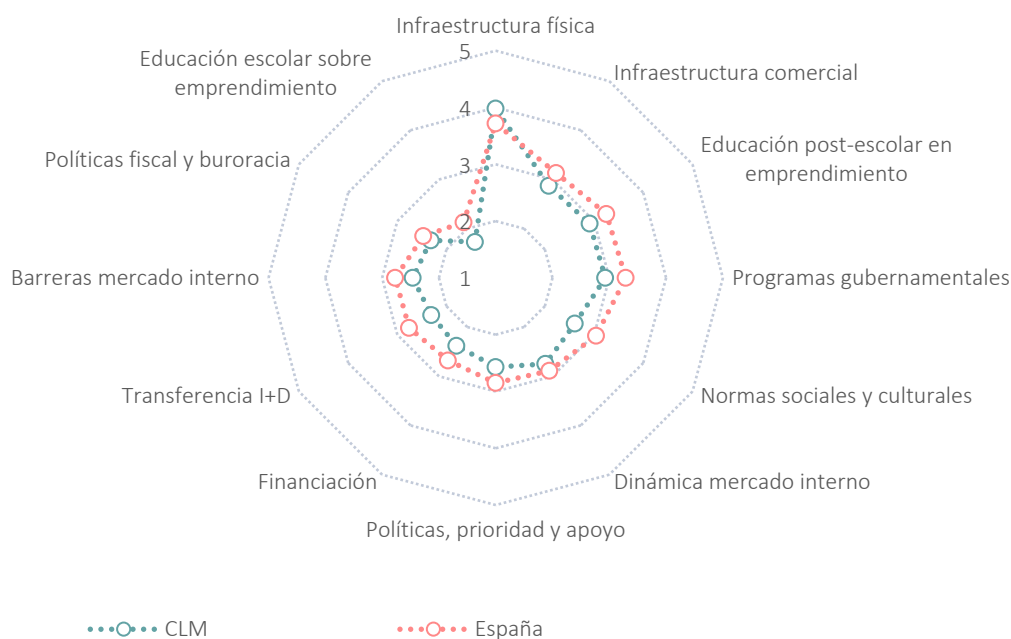 Infraestructura física
5
Educación escolar sobre
emprendimiento
Infraestructura comercial
4
Educación post-escolar en
emprendimiento
Políticas fiscal y buroracia
3
2
Barreras mercado interno
1
Programas gubernamentales
Transferencia I+D
Normas sociales y culturales
Financiación
Dinámica mercado interno
Políticas, prioridad y apoyo
CLM
España